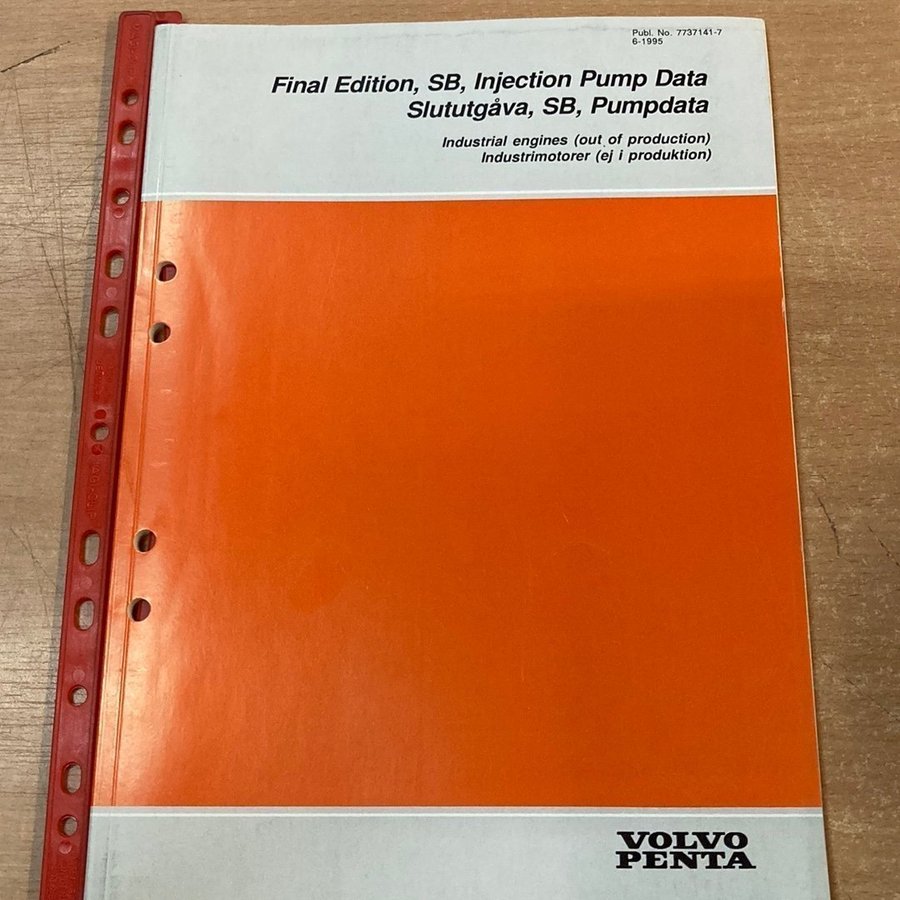 Publ. No. 7737141-7
6-1995
Final Edition, SB, Injection Pump Data
Slututgåva, SB, Pumpdata
Industrial engines (out of production)
Industrimotorer (ej i produktion)
VOLVO
PENTA